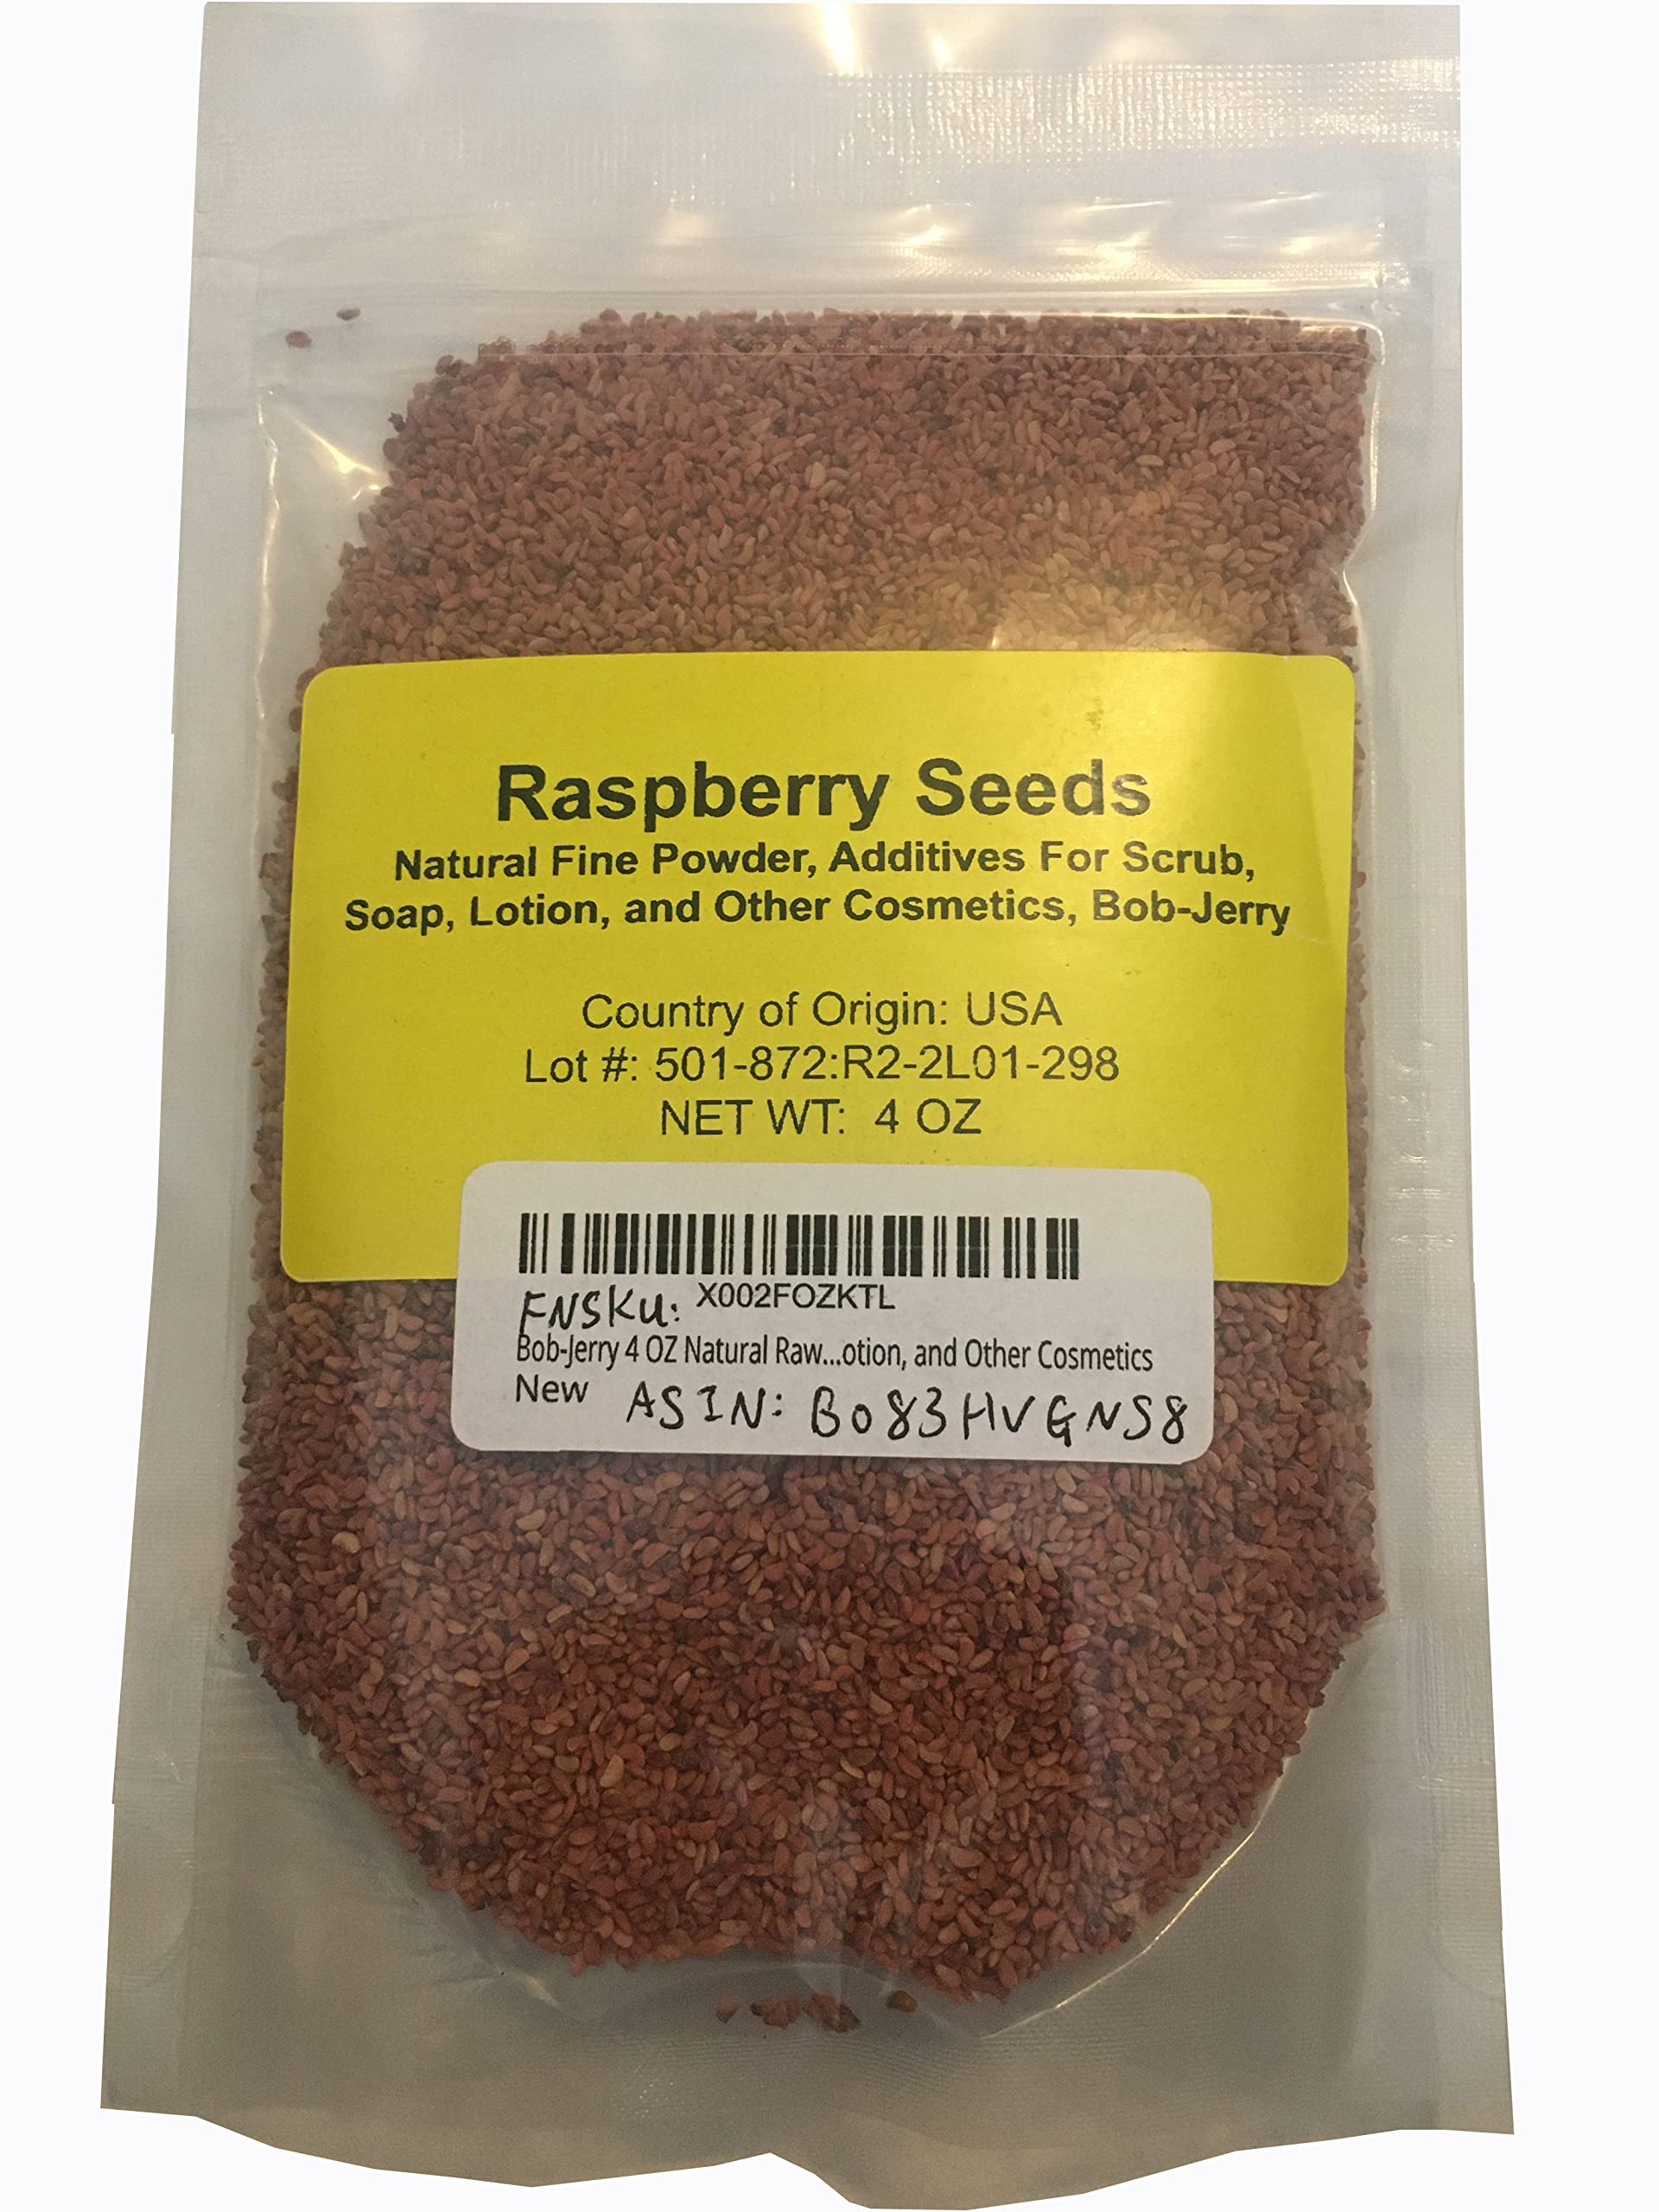 Raspberry Seeds
Natural Fine Powder, Additives For Scrub,
Soap, Lotion, and Other Cosmetics, Bob-Jerry
Country of Origin: USA
Lot #: 501-872:R2-2L01-298
NET WT: 4 OZ
FNSKU: X002FOZKTL
Bob-Jerry 4 OZ Natural Raw...otion, and Other Cosmetics
New ASIN: B083HVGNS8